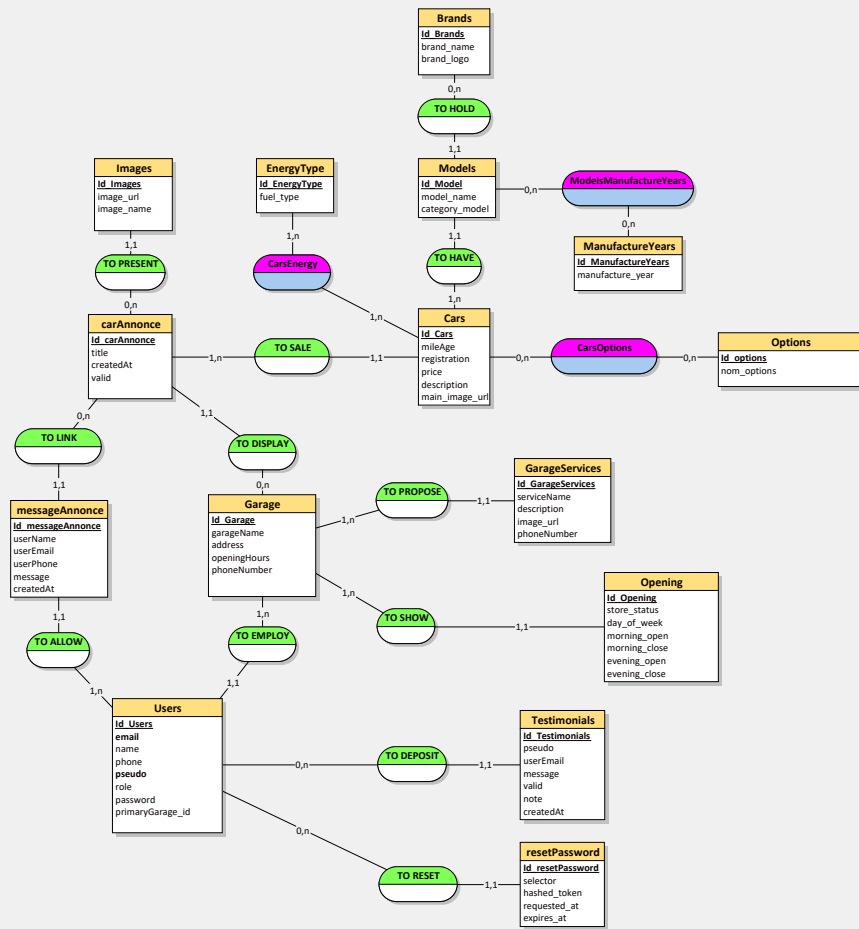 Brands
Id_Brands
brand_name
brand_logo
0,n
TO HOLD
1,1
Images
Id_Images
image_url
image_name
EnergyType
Id_EnergyType
fuel_type
Models
Id_Model
model_name
category_model
0,n
ModelsManufactureYears
0,n
ManufactureYears
Id_ManufactureYears
manufacture_year
1,1
TO PRESENT
0,n
1,n
CarsEnergy
1,n
1,1
TO HAVE
1,n
carAnnonce
Id_carAnnonce
title
createdAt
valid
1,n
TO SALE
1,1
Cars
Id_Cars
mileAge
registration
price
description
main_image_url
0,n
CarsOptions
0,n
Options
Id_options
nom_options
0,n
TO LINK
1,1
1,1
TO DISPLAY
0,n
messageAnnonce
Id_messageAnnonce
userName
userEmail
userPhone
message
createdAt
Garage
Id_Garage
garageName
address
openingHours
phoneNumber
1,n
TO PROPOSE
1,1
GarageServices
Id_GarageServices
serviceName
description
image_url
phoneNumber
1,n
TO SHOW
1,1
Opening
Id_Opening
store_status
day_of_week
morning_open
morning_close
evening_open
evening_close
1,1
TO ALLOW
1,n
1,n
TO EMPLOY
1,1
Users
Id_Users
email
name
phone
pseudo
role
password
primaryGarage_id
0,n
TO DEPOSIT
1,1
Testimonials
Id_Testimonials
pseudo
userEmail
message
valid
note
createdAt
0,n
TO RESET
1,1
resetPassword
Id_resetPassword
selector
hashed_token
requested_at
expires_at